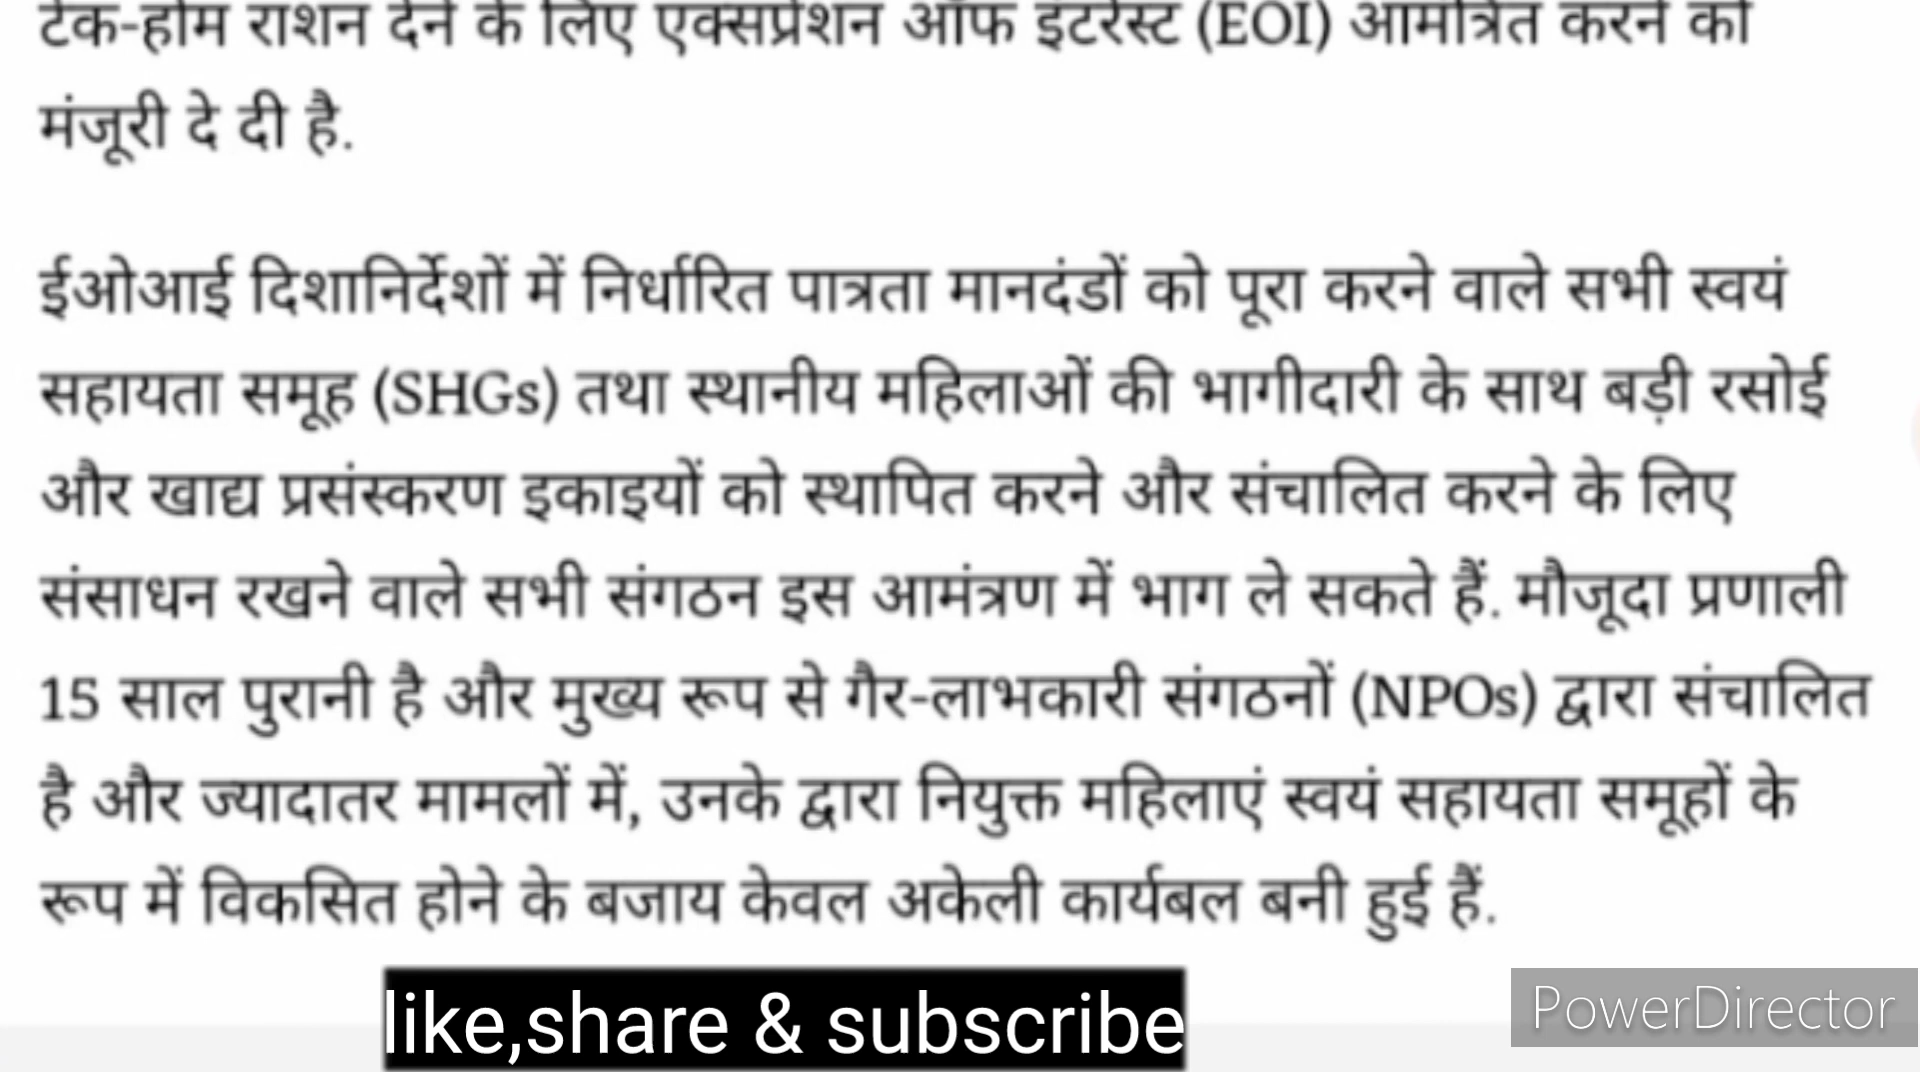 टेक-होम राशन देने के लिए एक्सप्रेशन ऑफ इंटरेस्ट (EOI) आमंत्रित करने को
मंजूरी दे दी है.
ईओआई दिशानिर्देशों में निर्धारित पात्रता मानदंडों को पूरा करने वाले सभी स्वयं
सहायता समूह (SHGs) तथा स्थानीय महिलाओं की भागीदारी के साथ बड़ी रसोई
और खाद्य प्रसंस्करण इकाइयों को स्थापित करने और संचालित करने के लिए
संसाधन रखने वाले सभी संगठन इस आमंत्रण में भाग ले सकते हैं. मौजूदा प्रणाली
15 साल पुरानी है और मुख्य रूप से गैर-लाभकारी संगठनों (NPOs) द्वारा संचालित
है और ज्यादातर मामलों में, उनके द्वारा नियुक्त महिलाएं स्वयं सहायता समूहों के
रूप में विकसित होने के बजाय केवल अकेली कार्यबल बनी हुई हैं.
like,share & subscribe
PowerDirector